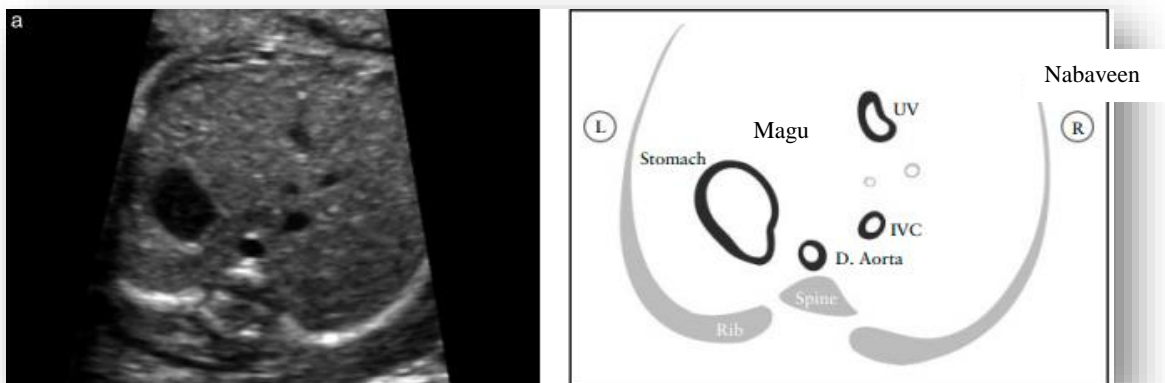 a
Nabaveen
UV
L
Magu
R
Stomach
IVC
D. Aorta
Spine
Rib